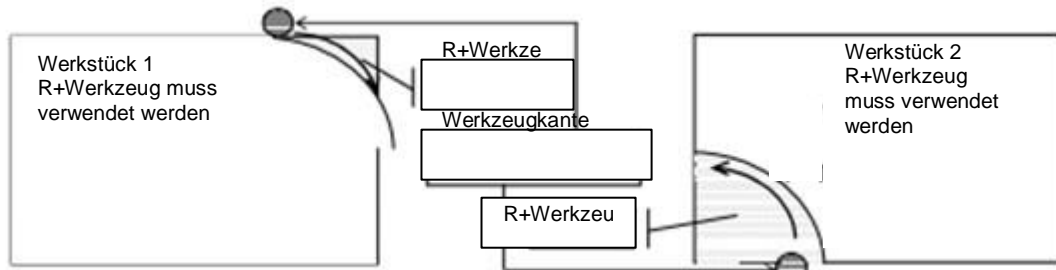 Werkstück 1
R+Werkzeug muss
verwendet werden
R+Werkze
Werkzeugkante
R+Werkzeu
Werkstück 2
R+Werkzeug
muss verwendet
werden